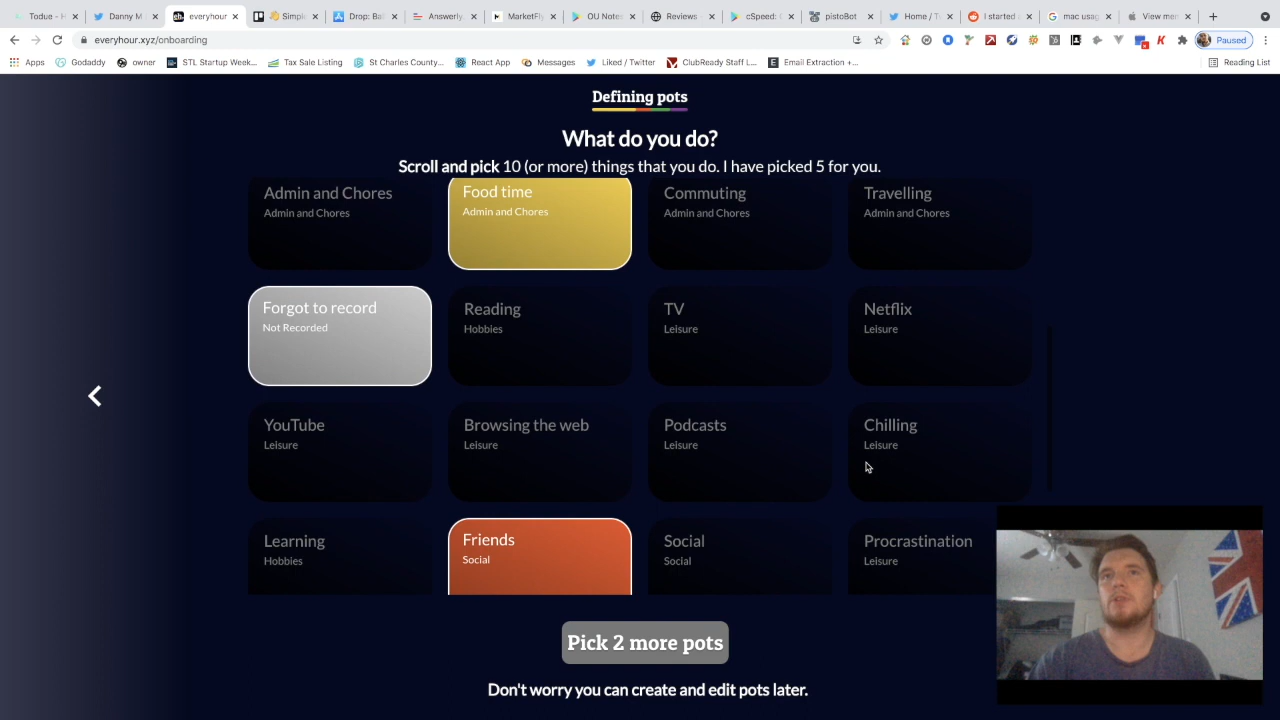 Todue - H
Danny M
everyhour
Simple
Drop: Bal
Answerly
MarketFly
OU Notec
Reviews
cSpeed: C
pistoBot
Home / Tw
I started a
mac usag
View mem
everyhour.xyz/onboarding
Paused
Apps
Godaddy
owner
STL Startup Week...
Tax Sale Listing
St Charles County...
React App
Messages
Liked / Twitter
ClubReady Staff L...
Email Extraction +...
Reading List
Defining pots
What do you do?
Scroll and pick 10 (or more) things that you do. I have picked 5 for you.
Admin and Chores
Admin and Chores
Food time
Admin and Chores
Commuting
Admin and Chores
Travelling
Admin and Chores
Forgot to record
Not Recorded
Reading
Hobbies
TV
Leisure
Netflix
Leisure
YouTube
Leisure
Browsing the web
Leisure
Podcasts
Leisure
Chilling
Leisure
Learning
Hobbies
Friends
Social
Social
Social
Procrastination
Leisure
Pick 2 more pots
Don't worry you can create and edit pots later.